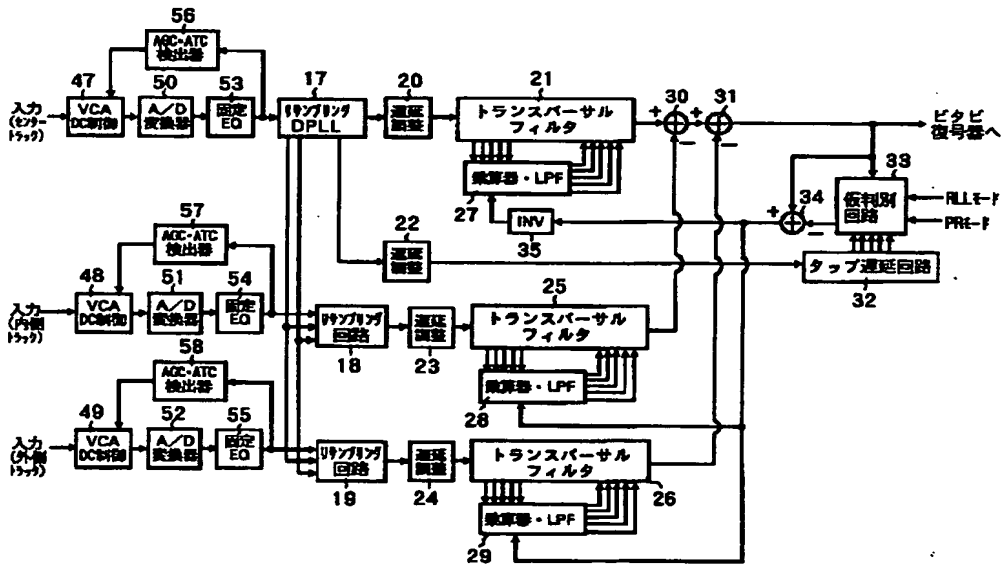 56
AGC・ATC
検出器
47
50
53
17
20
21
30
31
入力
(センター
トラック)
VCA
DC制御
A/D
変換器
固定
EQ
リサンプリング
DPLL
遅延
調整
トランスバーサル
フィルタ
+
+
−
−
ビタビ
復号器へ
乗算器・LPF
27
INV
35
33
34
+
−
仮判別
回路
RLLモード
PRモード
57
AGC・ATC
検出器
22
遅延
調整
タップ遅延回路
32
48
51
54
25
入力
(内側
トラック)
VCA
DC制御
A/D
変換器
固定
EQ
リサンプリング
回路
18
遅延
調整
23
トランスバーサル
フィルタ
乗算器・LPF
28
58
AGC・ATC
検出器
49
52
55
入力
(外側
トラック)
VCA
DC制御
A/D
変換器
固定
EQ
リサンプリング
回路
19
遅延
調整
24
トランスバーサル
フィルタ
26
乗算器・LPF
29